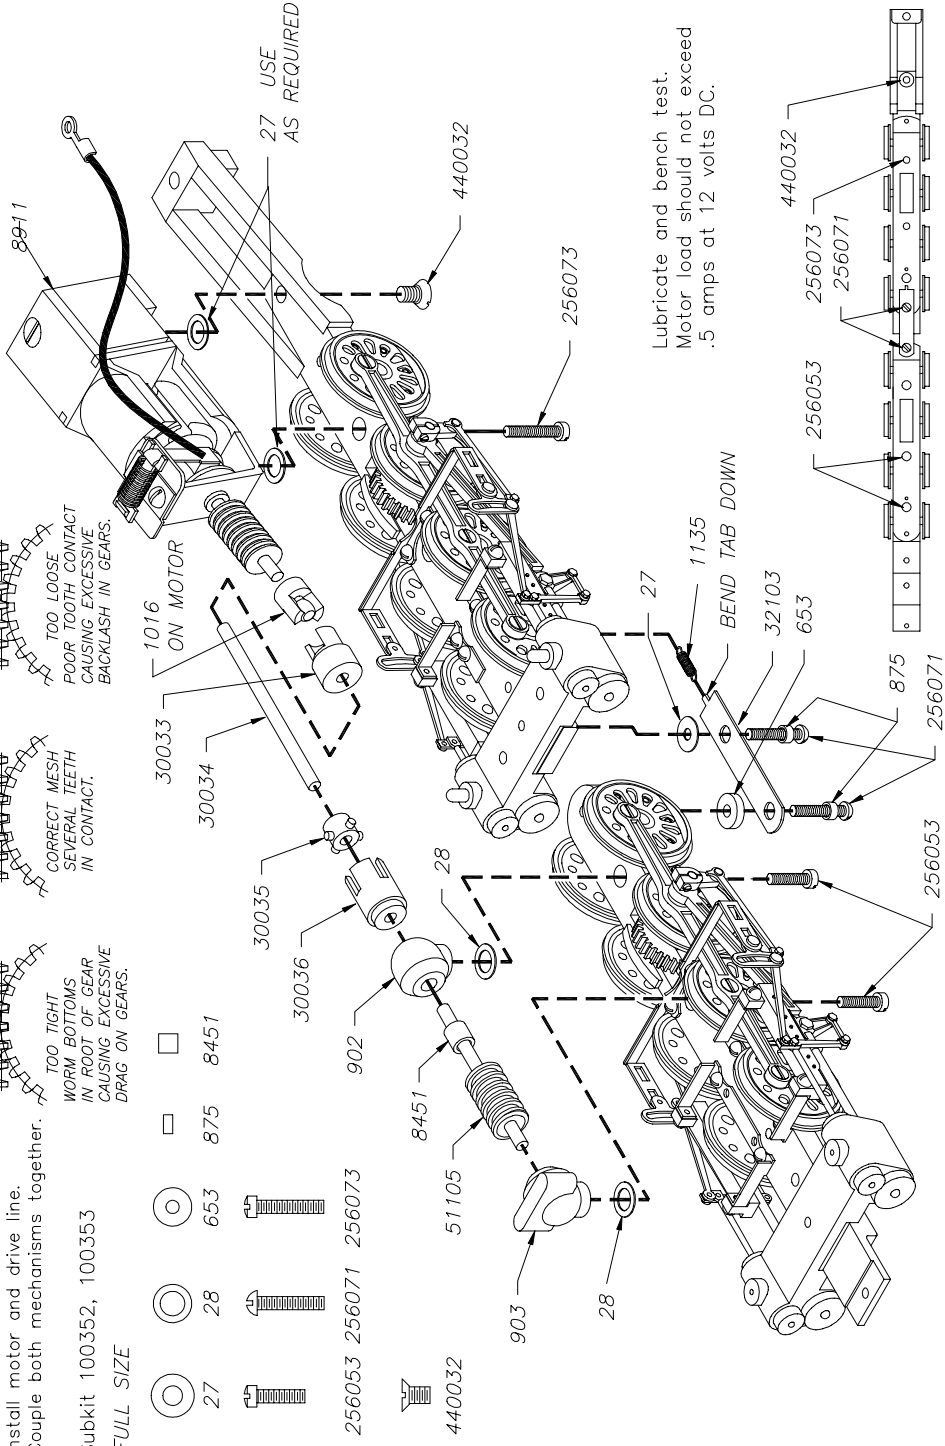 nstall motor and drive line.
Couple both mechanisms together.
ubkit 100352, 100353
FULL SIZE
27
28
653
875
8451
256053
256071
256073
440032
TOO TIGHT
WORM BOTTOMS
IN ROOT OF GEAR
CAUSING EXCESSIVE
DRAG ON GEARS.
CORRECT MESH
SEVERAL TEETH
IN CONTACT.
TOO LOOSE
POOR TOOTH CONTACT
CAUSING EXCESSIVE
BACKLASH IN GEARS.
8911
27 USE
AS REQUIRED
440032
256073
1016
ON MOTOR
30033
30034
30035
30036
28
902
8451
51105
903
28
27
1135
BEND TAB DOWN
32103
653
875
256071
256053
Lubricate and bench test.
Motor load should not exceed
.5 amps at 12 volts DC.
256053
256073
256071
440032